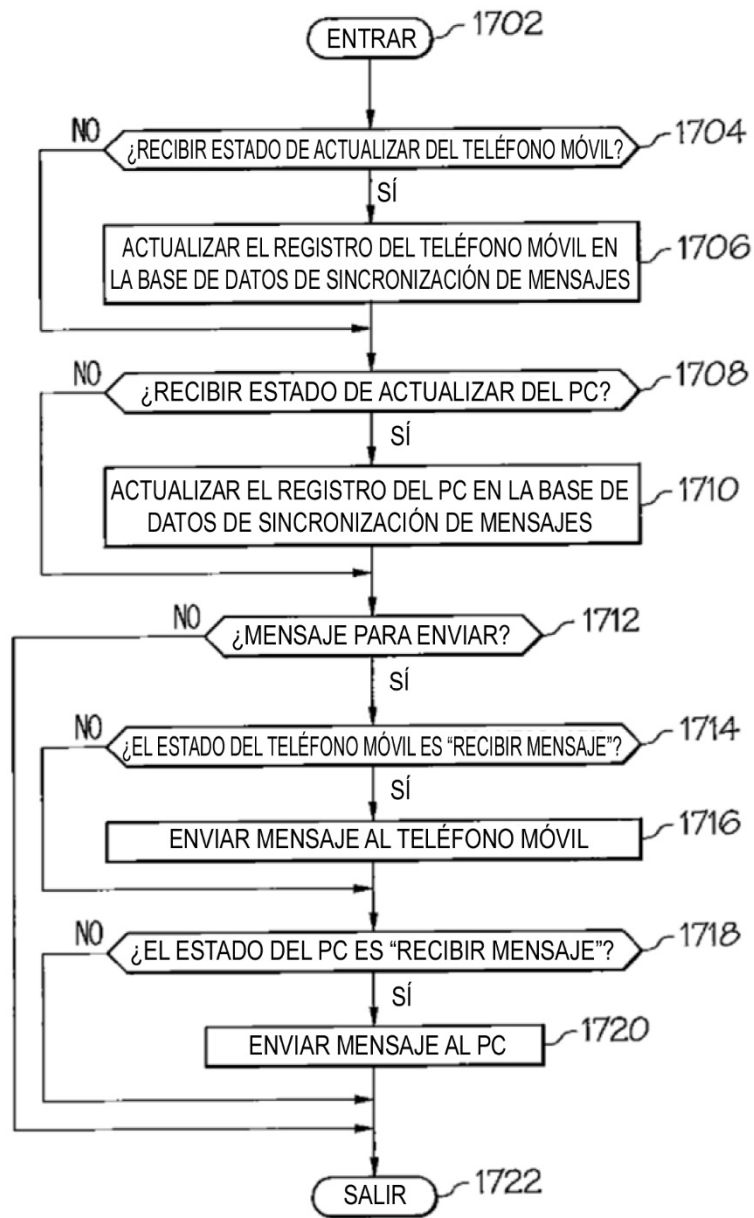 ENTRAR
1702
NO
¿RECIBIR ESTADO DE ACTUALIZAR DEL TELÉFONO MÓVIL?
1704
SÍ
ACTUALIZAR EL REGISTRO DEL TELÉFONO MÓVIL EN
LA BASE DE DATOS DE SINCRONIZACIÓN DE MENSAJES
1706
NO
¿RECIBIR ESTADO DE ACTUALIZAR DEL PC?
1708
SÍ
ACTUALIZAR EL REGISTRO DEL PC EN LA BASE DE
DATOS DE SINCRONIZACIÓN DE MENSAJES
1710
NO
¿MENSAJE PARA ENVIAR?
1712
SÍ
NO
¿EL ESTADO DEL TELÉFONO MÓVIL ES “RECIBIR MENSAJE”?
1714
SÍ
ENVIAR MENSAJE AL TELÉFONO MÓVIL
1716
NO
¿EL ESTADO DEL PC ES “RECIBIR MENSAJE”?
1718
SÍ
ENVIAR MENSAJE AL PC
1720
SALIR
1722